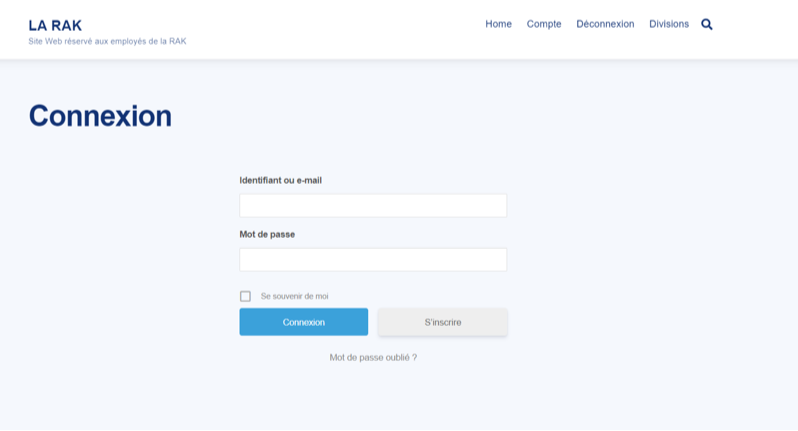 LA RAK
Site Web réservé aux employés de la RAK
Home Compte Déconnexion Divisions
Connexion
Identifiant ou e-mail
Mot de passe
Se souvenir de moi
Connexion S'inscrire
Mot de passe oublié ?